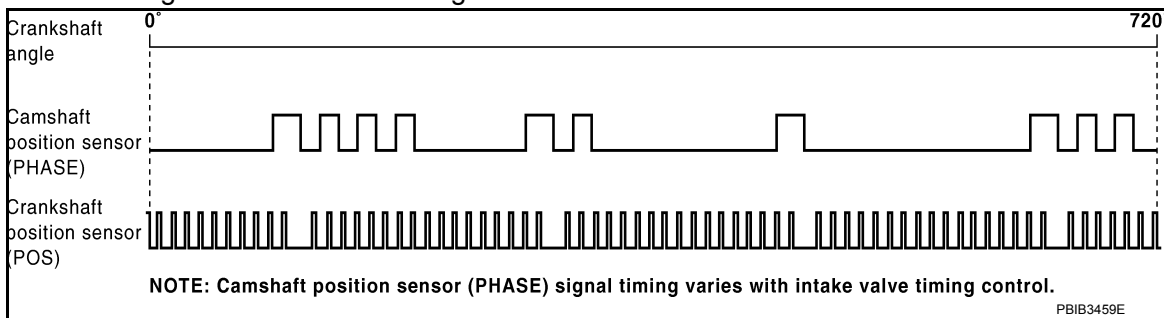 Crankshaft
angle
0°
720
Camshaft
position sensor
(PHASE)
Crankshaft
position sensor
(POS)
NOTE: Camshaft position sensor (PHASE) signal timing varies with intake valve timing control.
PBIB3459E